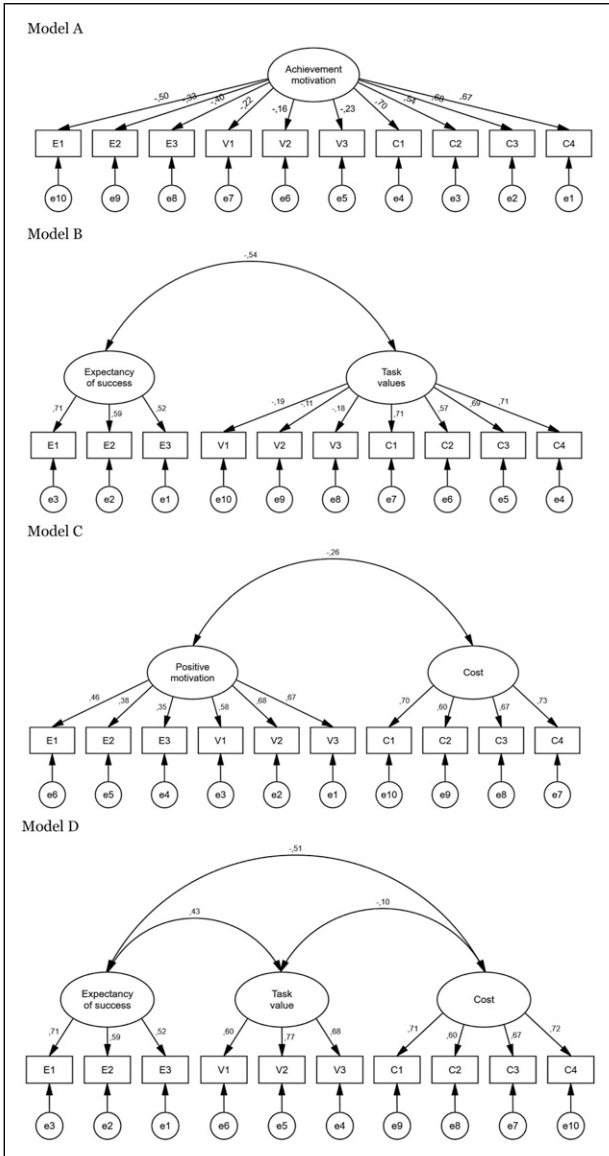 Model A
Achievement
motivation
-,50 -,33 -,40 -,22 -,16 -,23 ,70 ,54 ,68 ,67
E1 E2 E3 V1 V2 V3 C1 C2 C3 C4
e10 e9 e8 e7 e6 e5 e4 e3 e2 e1
Model B
-,54
Expectancy
of success
Task
values
,71 ,59 ,52 -,19 -,11 -,18 ,71 ,57 ,69 ,71
E1 E2 E3 V1 V2 V3 C1 C2 C3 C4
e3 e2 e1 e10 e9 e8 e7 e6 e5 e4
Model C
-,26
Positive
motivation
Cost
,46 ,38 ,35 ,58 ,68 ,67 ,70 ,60 ,67 ,73
E1 E2 E3 V1 V2 V3 C1 C2 C3 C4
e6 e5 e4 e3 e2 e1 e10 e9 e8 e7
Model D
-,51
,43 -,10
Expectancy
of success
Task
value
Cost
,71 ,59 ,52 ,60 ,77 ,68 ,71 ,60 ,67 ,72
E1 E2 E3 V1 V2 V3 C1 C2 C3 C4
e3 e2 e1 e6 e5 e4 e9 e8 e7 e10